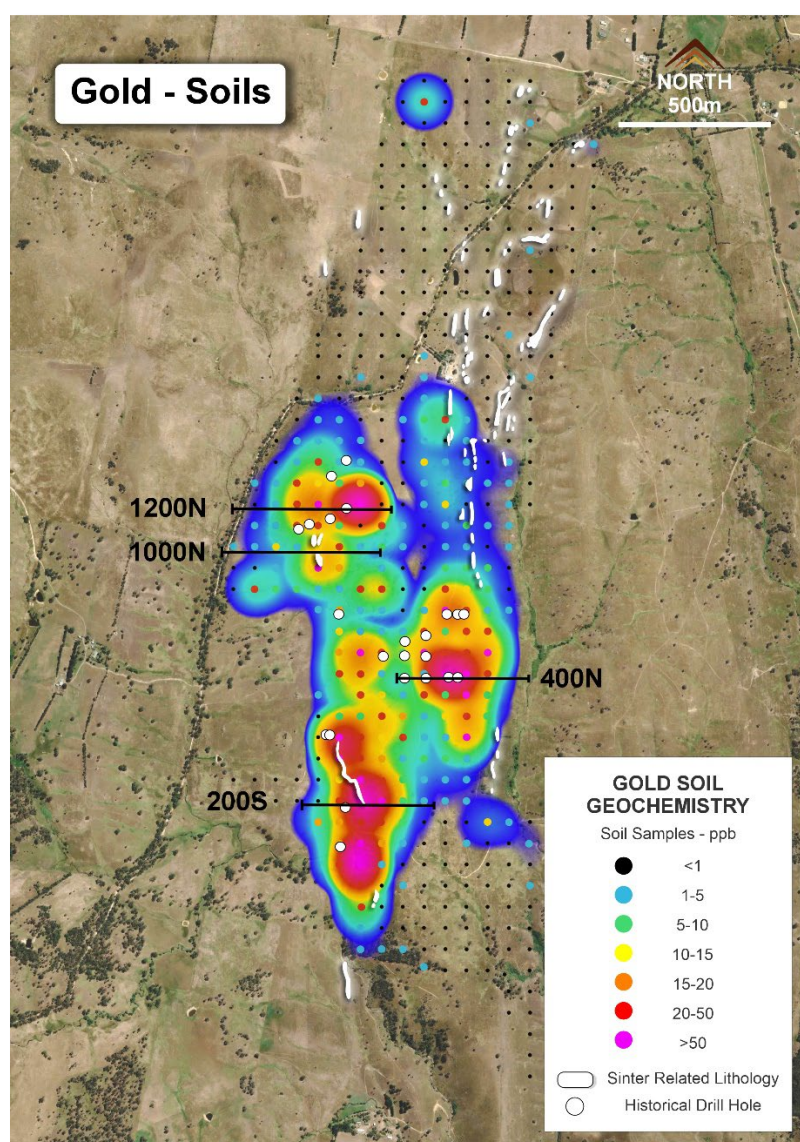 Gold - Soils
NORTH
500m
1200N
1000N
400N
200S
GOLD SOIL
GEOCHEMISTRY
Soil Samples - ppb
<1
1-5
5-10
10-15
15-20
20-50
>50
Sinter Related Lithology
Historical Drill Hole